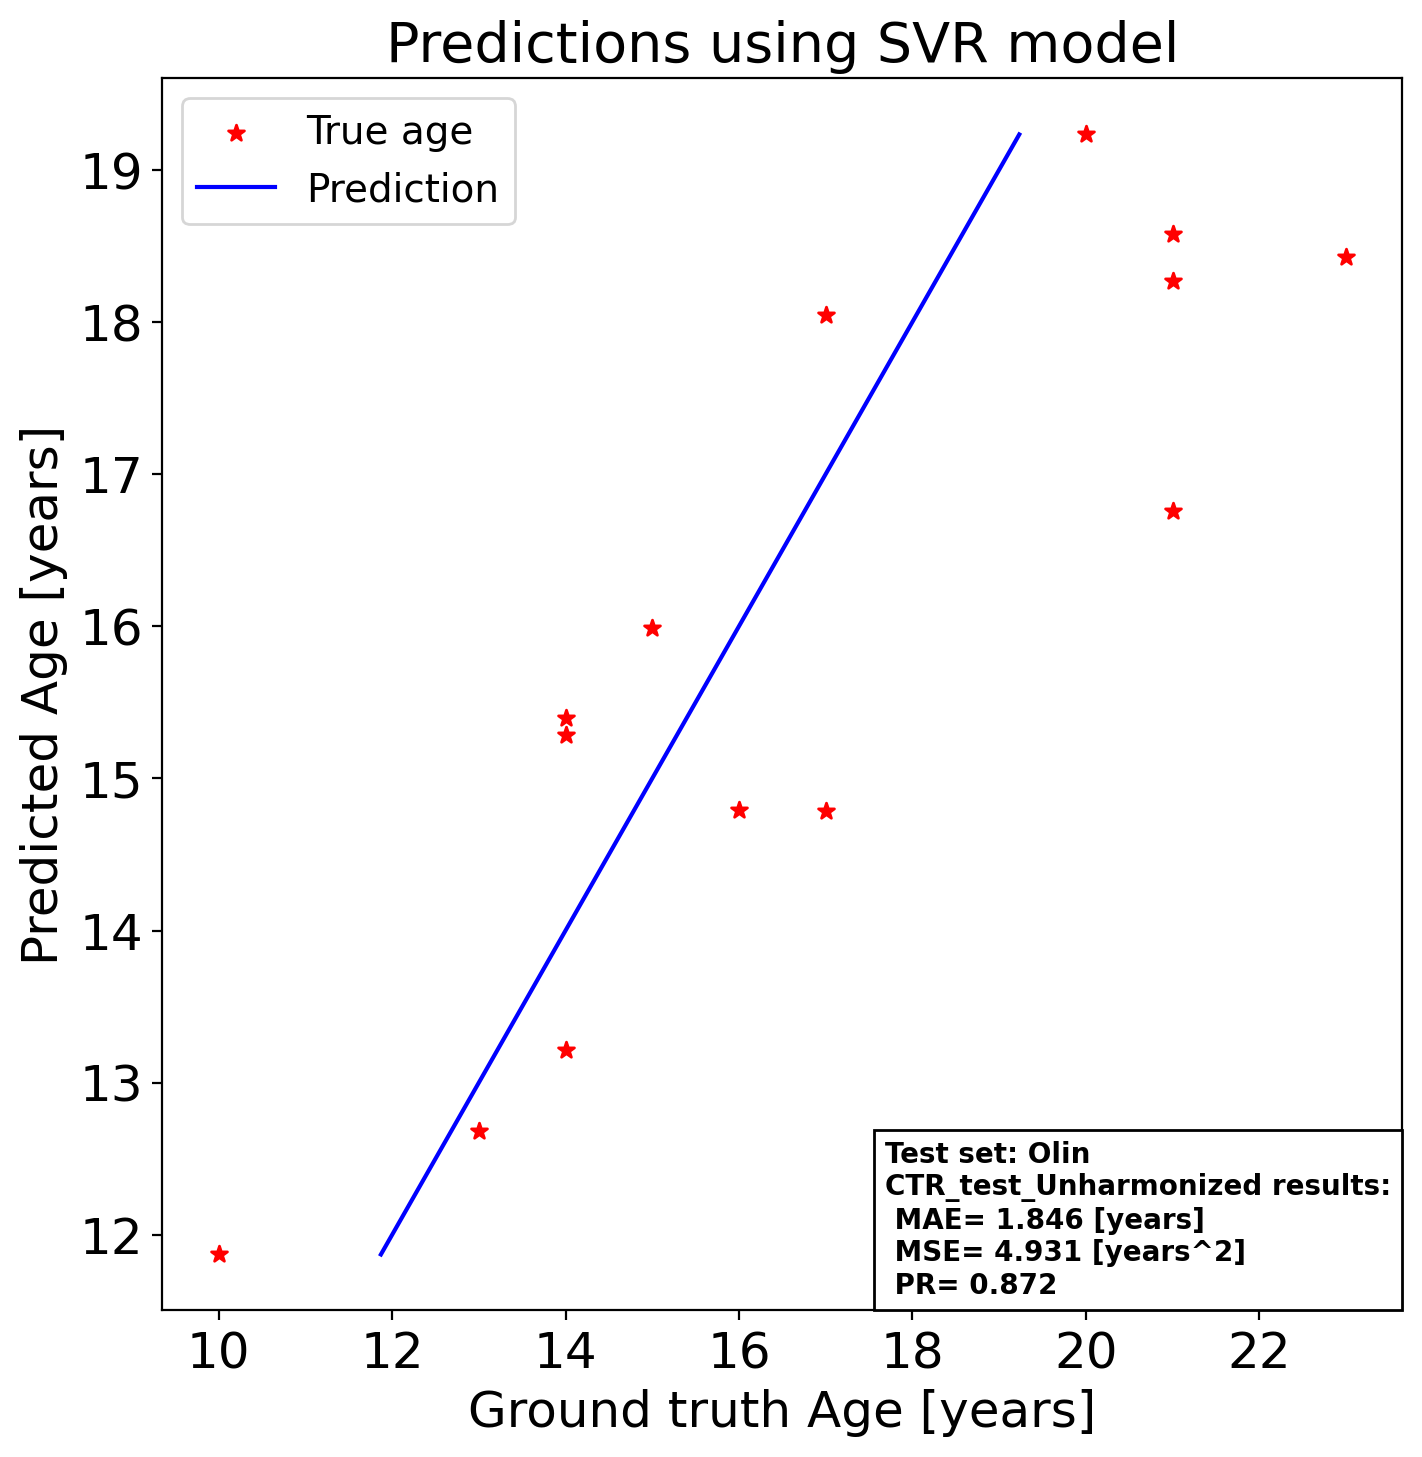 Predictions using SVR model
True age
Prediction
Predicted Age [years]
19
18
17
16
15
14
13
12
10 12 14 16 18 20 22
Ground truth Age [years]
Test set: Olin
CTR_test_Unharmonized results:
MAE= 1.846 [years]
MSE= 4.931 [years^2]
PR= 0.872